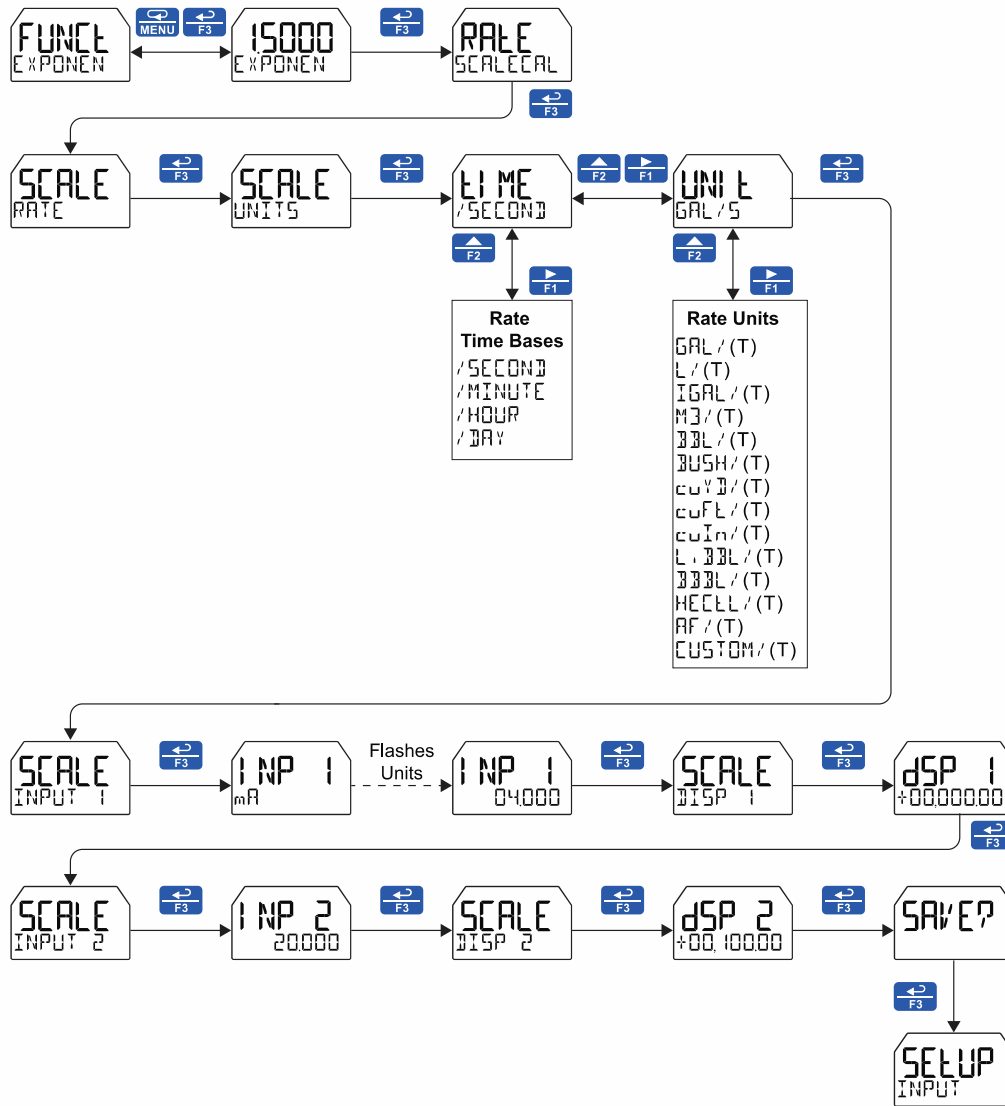 FUNCt
EXPONEN
MENU
F3
1.5000
EXPONEN
F3
RAtE
SCALECAL
F3
SCALE
RATE
F3
SCALE
UNITS
F3
tIME
/SECOND
F2
F1
UNIt
GAL/S
F3
F2
F1
F2
F1
Rate
Time Bases
/SECOND
/MINUTE
/HOUR
/DAY
Rate Units
GAL/(T)
L/(T)
IGAL/(T)
M3/(T)
BBL/(T)
BUSH/(T)
cuYD/(T)
cuFt/(T)
cuIn/(T)
LiBBL/(T)
BBBL/(T)
HECtL/(T)
AF/(T)
CUSTOM/(T)
SCALE
INPUT 1
F3
INP 1
mA
Flashes
Units
INP 1
04.000
F3
SCALE
DISP 1
F3
dSP 1
+00,000.00
F3
SCALE
INPUT 2
F3
INP 2
20.000
F3
SCALE
DISP 2
F3
dSP 2
+00,100.00
F3
SAVE?
F3
SEtUP
INPUT